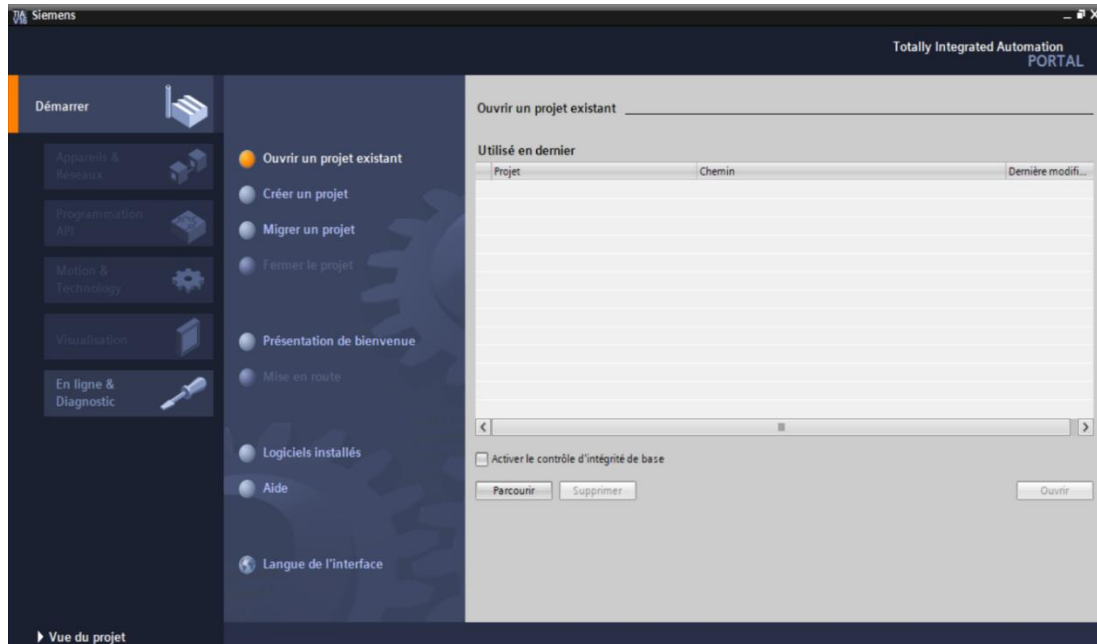 Siemens
Totally Integrated Automation
PORTAL
Démarrer
Appareils &
Réseaux
Programmation
API
Motion &
Technology
Visualisation
En ligne &
Diagnostic
Ouvrir un projet existant
Créer un projet
Migrer un projet
Fermer le projet
Présentation de bienvenue
Mise en route
Logiciels installés
Aide
Langue de l'interface
Ouvrir un projet existant
Utilisé en dernier
Projet Chemin Dernière modifi...
Activer le contrôle d'intégrité de base
Parcourir Supprimer Ouvrir
Vue du projet